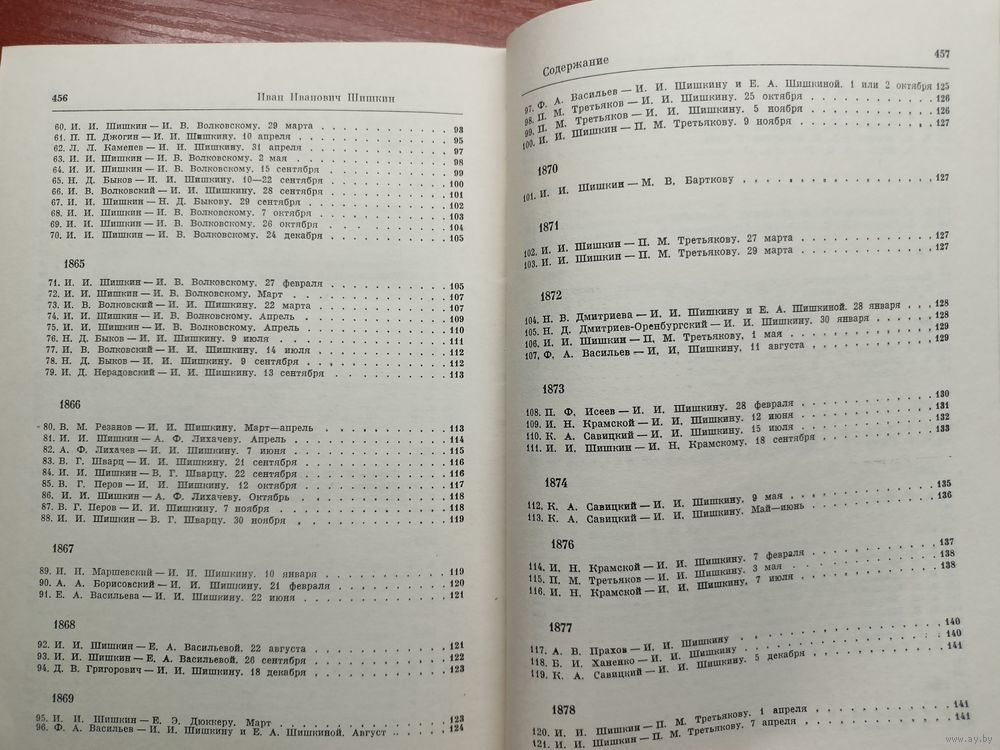 456 Иван Иванович Шишкин
60. И. И. Шишкин — И. В. Волковскому. 29 марта . . . 93
61. П. П. Джогин — И. И. Шишкину. 10 апреля . . . 95
62. Л. Л. Каменев — И. И. Шишкину. 31 апреля . . . 97
63. И. И. Шишкин — И. В. Волковскому. 2 мая . . . 98
64. И. И. Шишкин — И. В. Волковскому. 15 сентября . . . 99
65. Н. Д. Быков — И. И. Шишкину. 10—22 сентября . . . 100
66. И. В. Волковский — И. И. Шишкину. 28 сентября . . . 101
67. И. И. Шишкин — Н. Д. Быкову. 29 сентября . . . 102
68. И. И. Шишкин — И. В. Волковскому. 7 октября . . . 103
69. И. И. Шишкин — И. В. Волковскому. 26 октября . . . 104
70. И. И. Шишкин — И. В. Волковскому. 24 декабря . . . 105
1865
71. И. И. Шишкин — И. В. Волковскому. 27 февраля . . . 105
72. И. И. Шишкин — И. В. Волковскому. Март . . . 107
73. И. В. Волковский — И. И. Шишкину. 22 марта . . . 107
74. И. И. Шишкин — И. В. Волковскому. Апрель . . . 109
75. И. И. Шишкин — И. В. Волковскому. Апрель . . . 110
76. Н. Д. Быков — И. И. Шишкину. 9 июля . . . 111
77. И. В. Волковский — И. И. Шишкину. 14 июля . . . 112
78. Н. Д. Быков — И. И. Шишкину. 9 сентября . . . 112
79. И. Д. Нерадовский — И. И. Шишкину. 13 сентября . . . 113
1866
80. В. М. Резанов — И. И. Шишкину. Март—апрель . . . 113
81. И. И. Шишкин — А. Ф. Лихачеву. Апрель . . . 114
82. А. Ф. Лихачев — И. И. Шишкину. 7 июня . . . 115
83. В. Г. Шварц — И. И. Шишкину. 21 сентября . . . 116
84. И. И. Шишкин — В. Г. Шварцу. 22 сентября . . . 116
85. В. Г. Перов — И. И. Шишкину. 12 октября . . . 117
86. И. И. Шишкин — А. Ф. Лихачеву. Октябрь . . . 118
87. В. Г. Перов — И. И. Шишкину. 7 ноября . . . 118
88. И. И. Шишкин — В. Г. Шварцу. 30 ноября . . . 119
1867
89. И. И. Маршевский — И. И. Шишкину. 10 января . . . 119
90. А. А. Борисовский — И. И. Шишкину. 21 февраля . . . 120
91. Е. А. Васильева — И. И. Шишкину. 22 июня . . . 121
1868
92. И. И. Шишкин — Е. А. Васильевой. 22 августа . . . 121
93. И. И. Шишкин — Е. А. Васильевой. 26 сентября . . . 122
94. Д. В. Григорович — И. И. Шишкину. 18 декабря . . . 123
1869
95. И. И. Шишкин — Е. Э. Дюккеру. Март . . . 123
96. Ф. А. Васильев — И. И. Шишкину и Е. А. Шишкиной. Август . . . 124
Содержание 457
97. Ф. А. Васильев — И. И. Шишкину и Е. А. Шишкиной. 1 или 2 октября 125
98. П. М. Третьяков — И. И. Шишкину. 25 октября . . . 126
99. П. М. Третьяков — И. И. Шишкину. 5 ноября . . . 126
100. И. И. Шишкин — П. М. Третьякову. 9 ноября . . . 127
1870
101. И. И. Шишкин — М. В. Барткову . . . 127
1871
102. И. И. Шишкин — П. М. Третьякову. 27 марта . . . 127
103. И. И. Шишкин — П. М. Третьякову. 29 марта . . . 127
1872
104. Н. В. Дмитриева — И. И. Шишкину и Е. А. Шишкиной. 28 января . . . 128
105. Н. Д. Дмитриев-Оренбургский — И. И. Шишкину. 30 января . . . 128
106. И. И. Шишкин — П. М. Третьякову, 1 мая . . . 129
107. Ф. А. Васильев — И. И. Шишкину. 11 августа . . . 129
1873
108. П. Ф. Исеев — И. И. Шишкину. 28 февраля . . . 130
109. И. Н. Крамской — И. И. Шишкину. 12 июня . . . 131
110. К. А. Савицкий — И. И. Шишкину. 15 июля . . . 132
111. И. И. Шишкин — И. Н. Крамскому. 18 сентября . . . 133
1874
112. К. А. Савицкий — И. И. Шишкину. 9 мая . . . 135
113. К. А. Савицкий — И. И. Шишкину. Май—июнь . . . 136
1876
114. И. Н. Крамской — И. И. Шишкину. 7 февраля . . . 137
115. П. М. Третьяков — И. И. Шишкину. 3 мая . . . 138
116. И. Н. Крамской — И. И. Шишкину, 7 июля . . . 138
1877
117. А. В. Прахов — И. И. Шишкину . . . 140
118. Б. И. Ханенко — И. И. Шишкину . . . 140
119. К. А. Савицкий — И. И. Шишкину. 5 декабря . . . 141
1878
120. И. И. Шишкин — П. М. Третьякову. 1 апреля . . . 141
121. И. И. Шишкин — П. М. Третьякову. 7 апреля . . . 141
www.ay.by